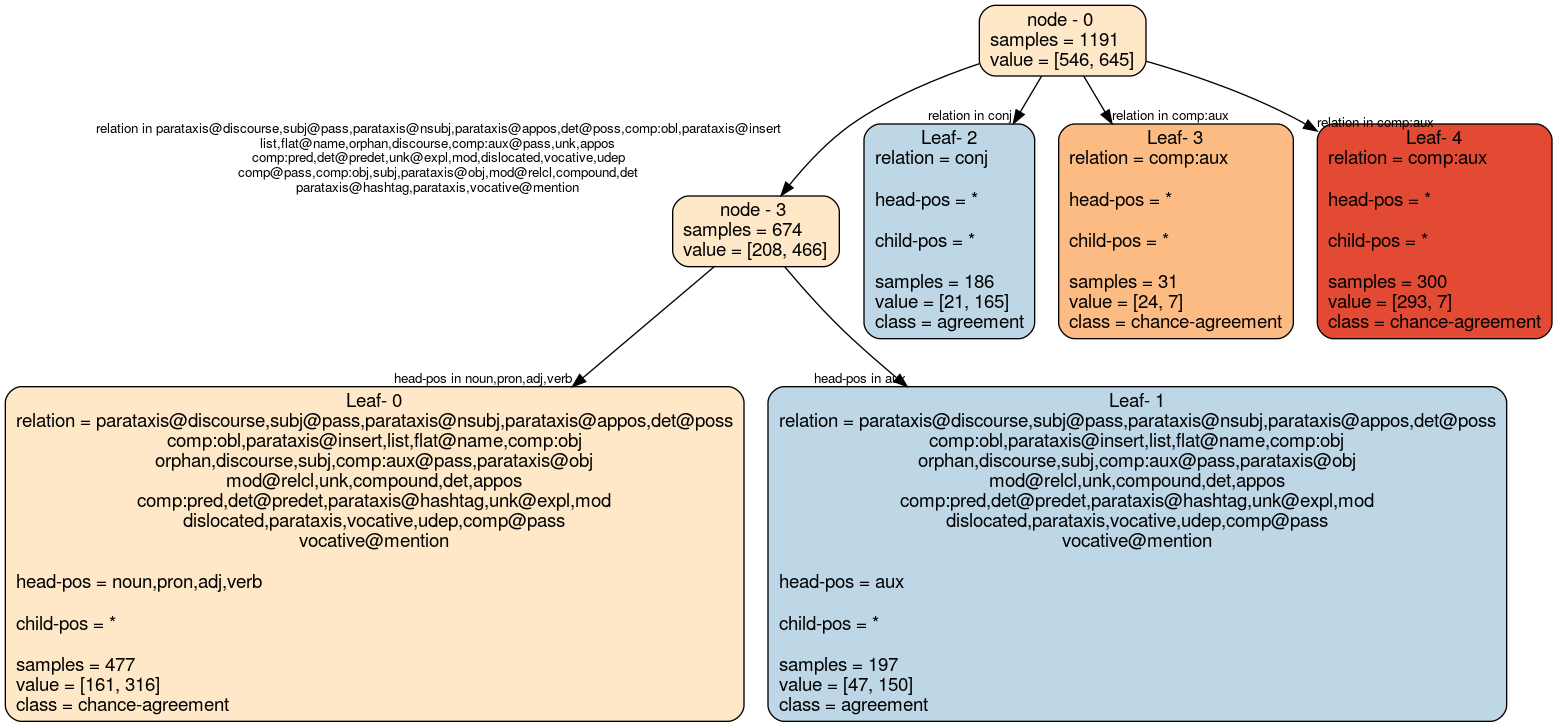 node - 0
samples = 1191
value = [546, 645]
relation in parataxis@discourse,subj@pass,parataxis@nsubj,parataxis@appos,det@poss,comp:obl,parataxis@insert
list,flat@name,orphan,discourse,comp:aux@pass,unk,appos
comp:pred,det@predet,unk@expl,mod,dislocated,vocative,udep
comp@pass,comp:obj,subj,parataxis@obj,mod@relcl,compound,det
parataxis@hashtag,parataxis,vocative@mention
relation in conj
relation in comp:aux
relation in comp:aux
Leaf- 2
relation = conj
head-pos = *
child-pos = *
samples = 186
value = [21, 165]
class = agreement
Leaf- 3
relation = comp:aux
head-pos = *
child-pos = *
samples = 31
value = [24, 7]
class = chance-agreement
Leaf- 4
relation = comp:aux
head-pos = *
child-pos = *
samples = 300
value = [293, 7]
class = chance-agreement
node - 3
samples = 674
value = [208, 466]
head-pos in noun,pron,adj,verb
head-pos in aux
Leaf- 0
relation = parataxis@discourse,subj@pass,parataxis@nsubj,parataxis@appos,det@poss
comp:obl,parataxis@insert,list,flat@name,comp:obj
orphan,discourse,subj,comp:aux@pass,parataxis@obj
mod@relcl,unk,compound,det,appos
comp:pred,det@predet,parataxis@hashtag,unk@expl,mod
dislocated,parataxis,vocative,udep,comp@pass
vocative@mention
head-pos = noun,pron,adj,verb
child-pos = *
samples = 477
value = [161, 316]
class = chance-agreement
Leaf- 1
relation = parataxis@discourse,subj@pass,parataxis@nsubj,parataxis@appos,det@poss
comp:obl,parataxis@insert,list,flat@name,comp:obj
orphan,discourse,subj,comp:aux@pass,parataxis@obj
mod@relcl,unk,compound,det,appos
comp:pred,det@predet,parataxis@hashtag,unk@expl,mod
dislocated,parataxis,vocative,udep,comp@pass
vocative@mention
head-pos = aux
child-pos = *
samples = 197
value = [47, 150]
class = agreement